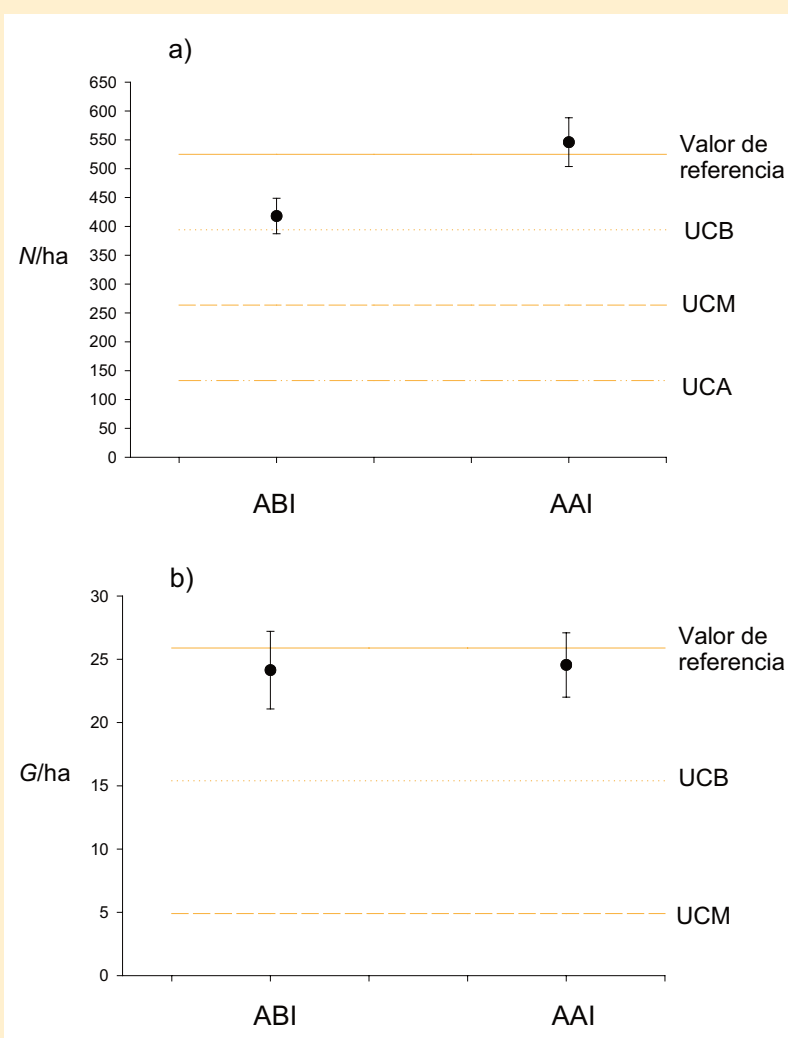 a)
650
600
550
500
450
400
350
300
250
200
150
100
50
0
N/ha
Valor de
referencia
UCB
UCM
UCA
ABI AAI
b)
30
25
20
15
10
5
0
G/ha
Valor de
referencia
UCB
UCM
ABI AAI